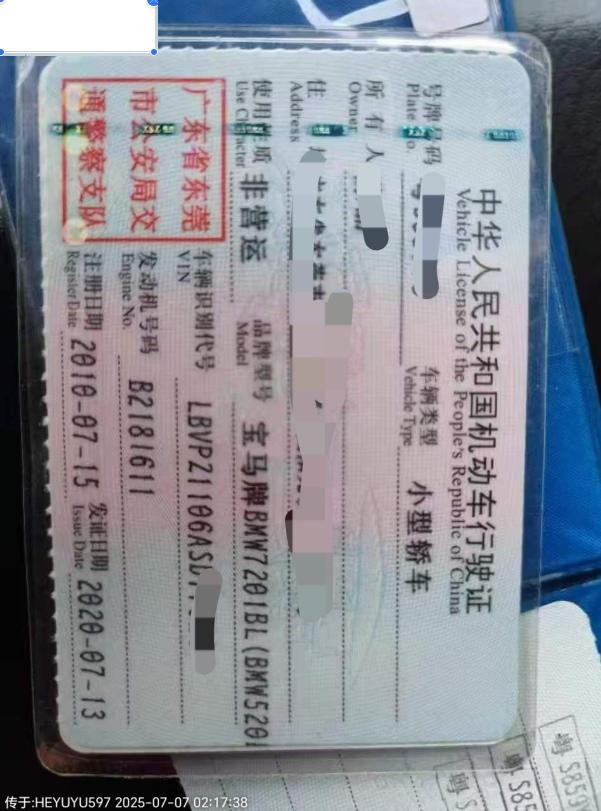 中华人民共和国机动车行驶证
Vehicle License of the People's Republic of China
号牌号码
Plate No.
车辆类型 小型轿车
Vehicle Type
所有人
Owner
住
Address
使用性质 非营运
Use Character
品牌型号 宝马牌BMW7201BL(BMW520
Model
广东省东莞
市公安局交
通警察支队
车辆识别代号 LBVPZ1106ASD
VIN
发动机号码 B2181611
Engine No.
注册日期 2010-07-15
Register Date
发证日期 2020-07-13
Issue Date
粤 S859
粤 S8
粤 S
传于:HEYUYU597 2025-07-07 02:17:38